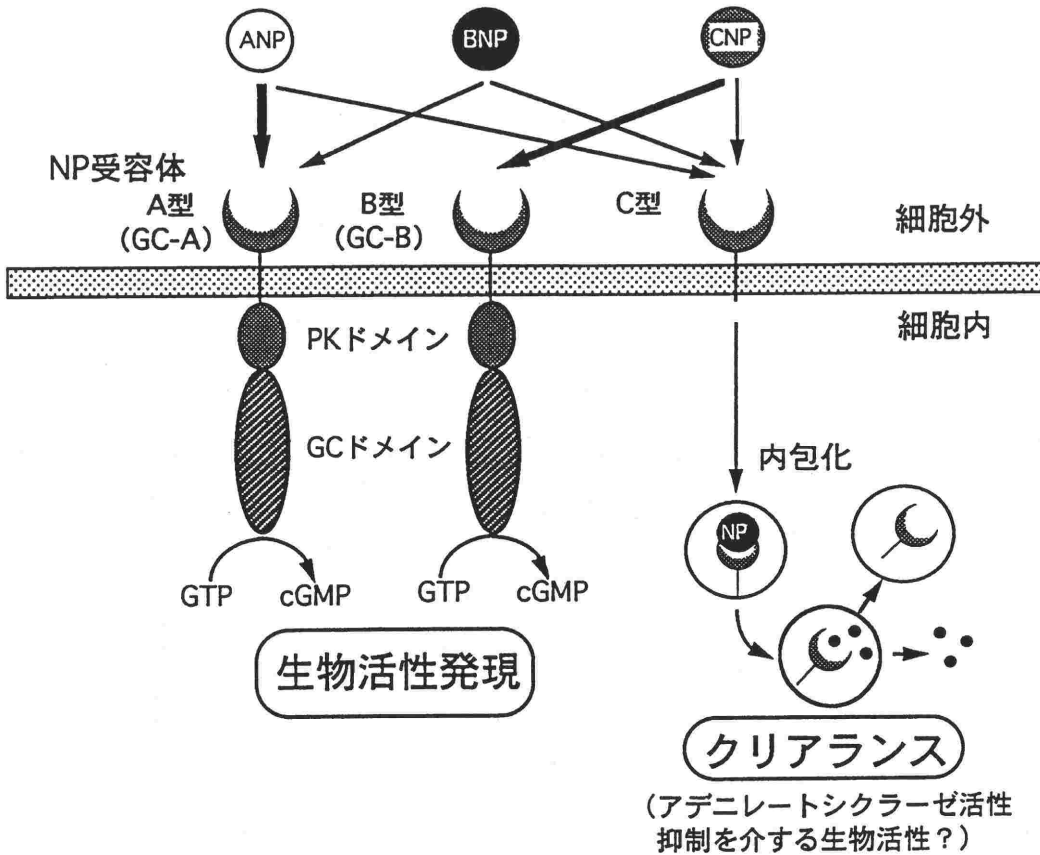 ANP
BNP
CNP
NP受容体
A型
(GC-A)
B型
(GC-B)
C型
細胞外
細胞内
PKドメイン
GCドメイン
内包化
NP
GTP
cGMP
GTP
cGMP
生物活性発現
クリアランス
(アデニレートシクラーゼ活性
抑制を介する生物活性?)